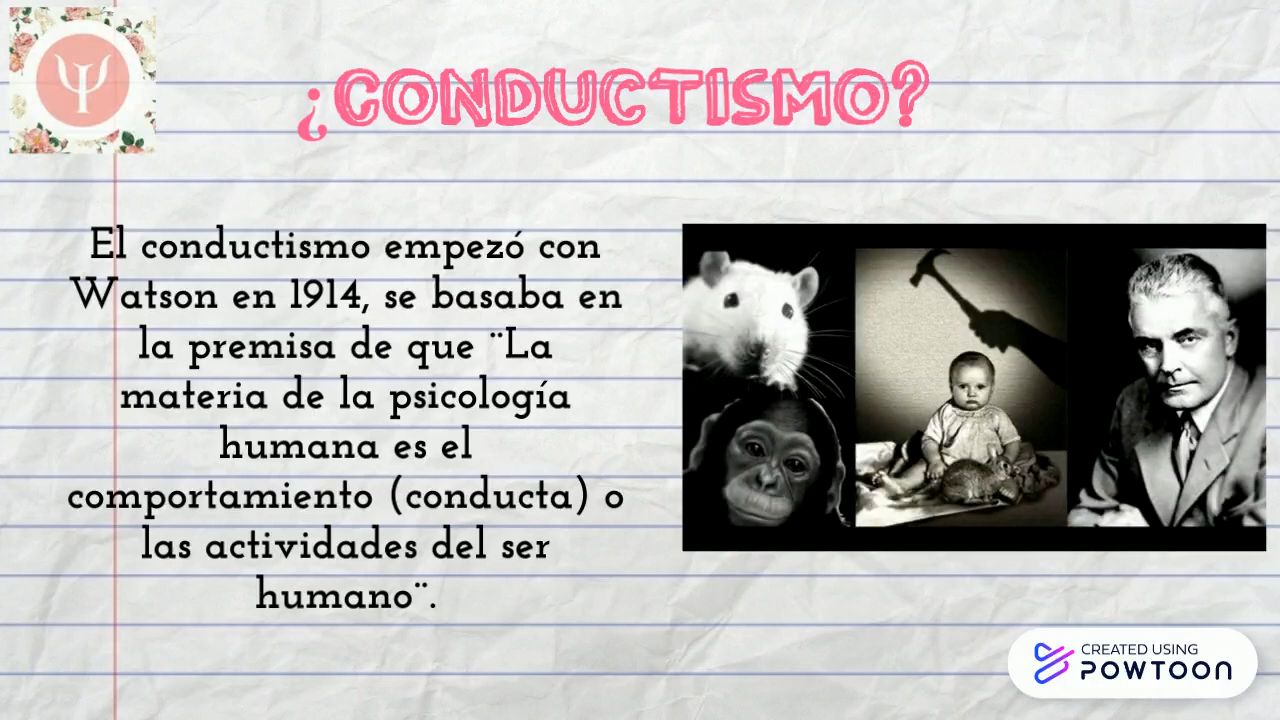 ¿CONDUCTISMO?
El conductismo empezó con
Watson en 1914, se basaba en
la premisa de que ¨La
materia de la psicología
humana es el
comportamiento (conducta) o
las actividades del ser
humano¨.
CREATED USING
POWTOON